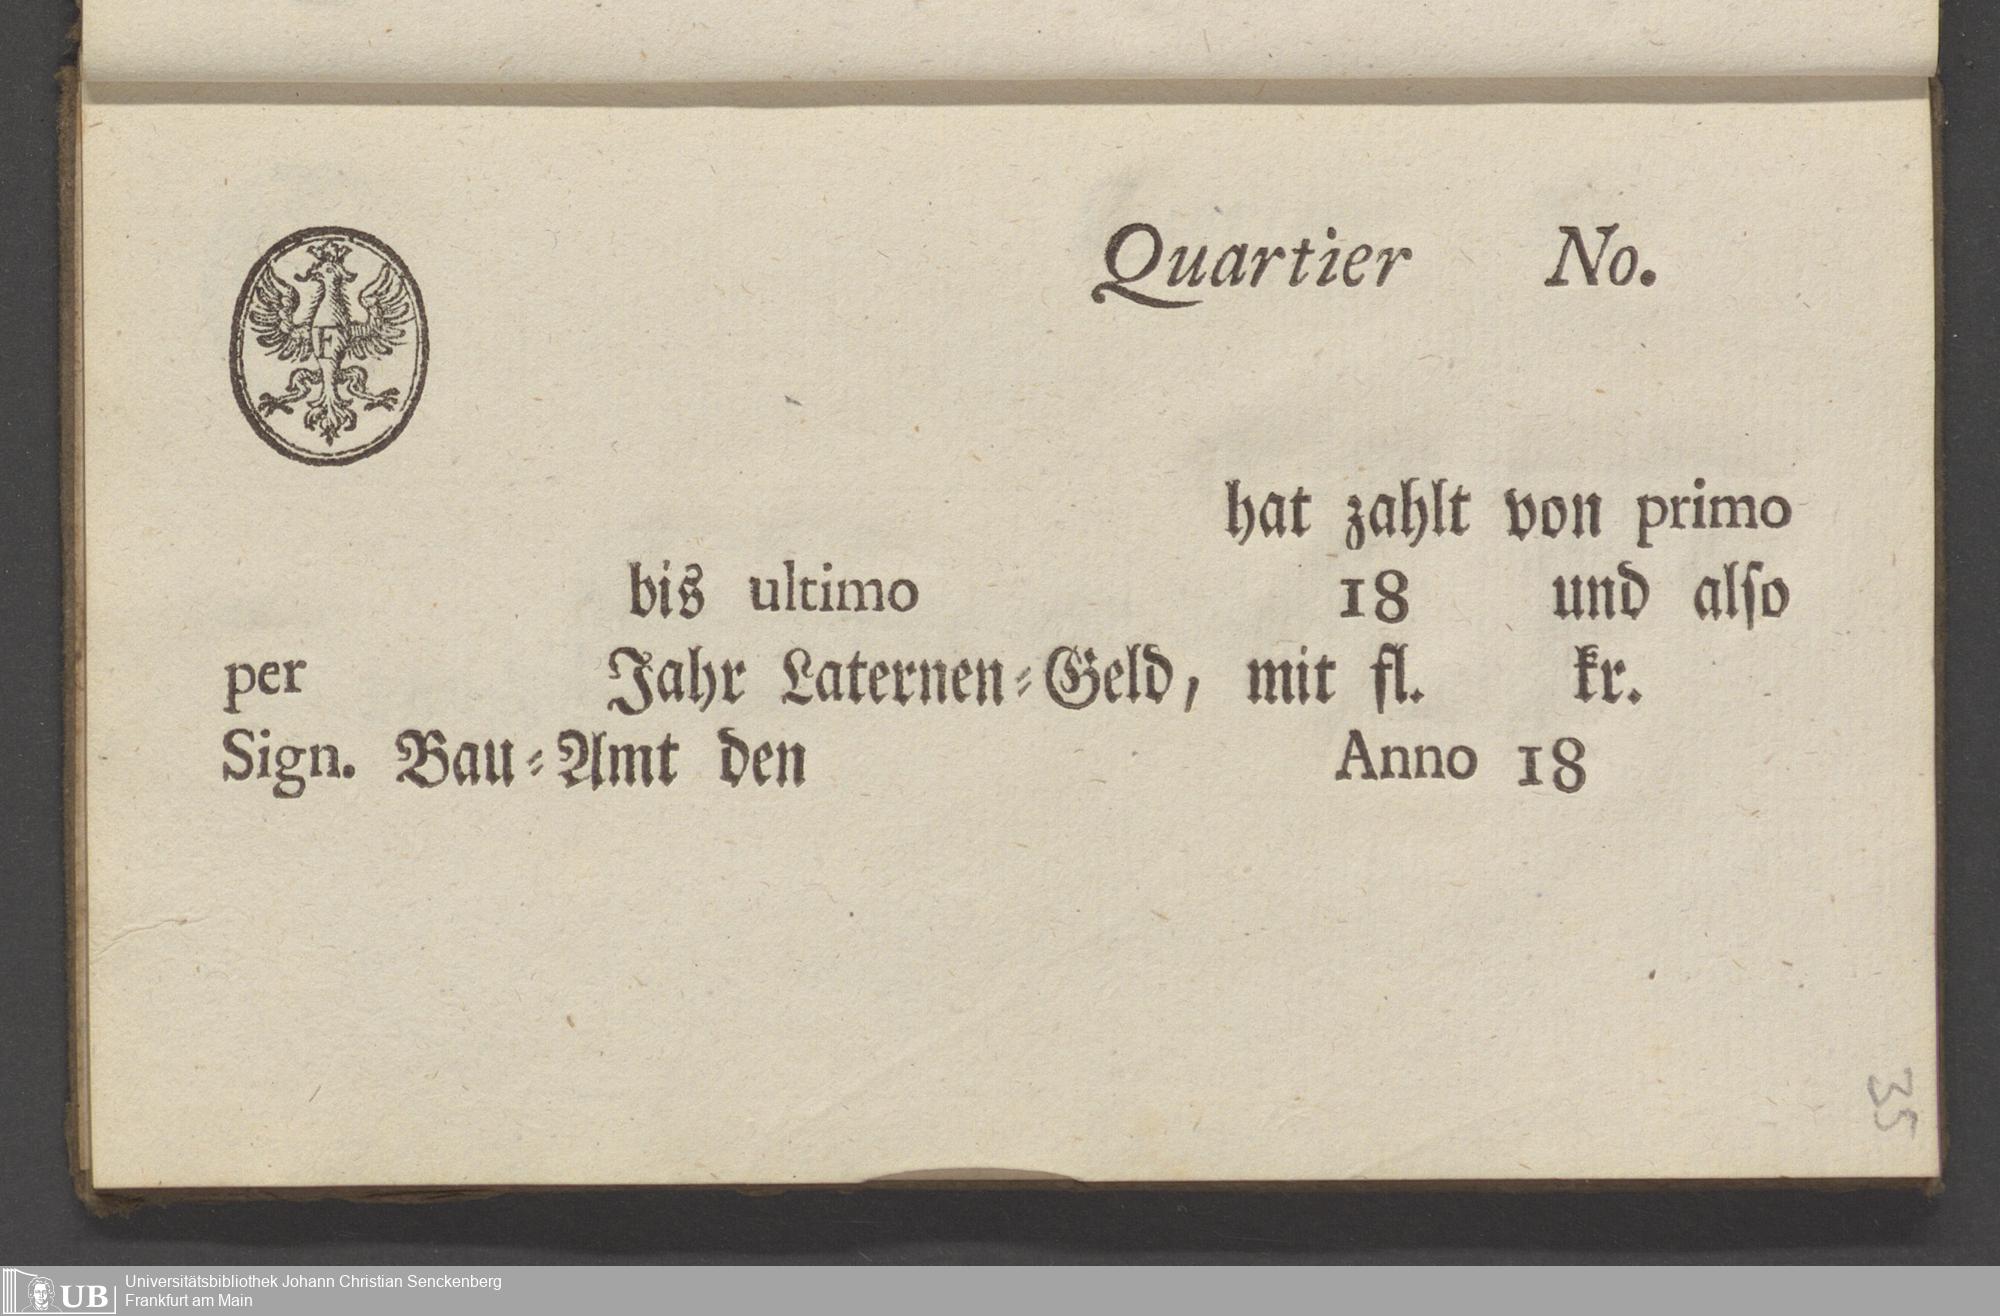 Quartier No.
F
hat zahlt von primo
bis ultimo 18 und alſo
per Jahr Laternen⸗Geld, mit fl. kr.
Sign. Bau⸗Amt den Anno 18
35
UB Universitätsbibliothek Johann Christian Senckenberg
Frankfurt am Main